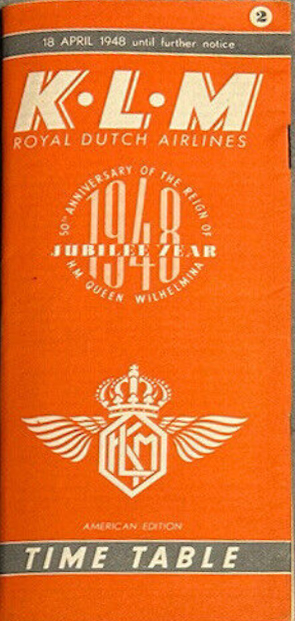 2
18 APRIL 1948 until further notice
K·L·M
ROYAL DUTCH AIRLINES
50TH ANNIVERSARY OF THE REIGN OF
1948
JUBILEE YEAR
H.M. QUEEN WILHELMINA
KLM
AMERICAN EDITION
TIME TABLE